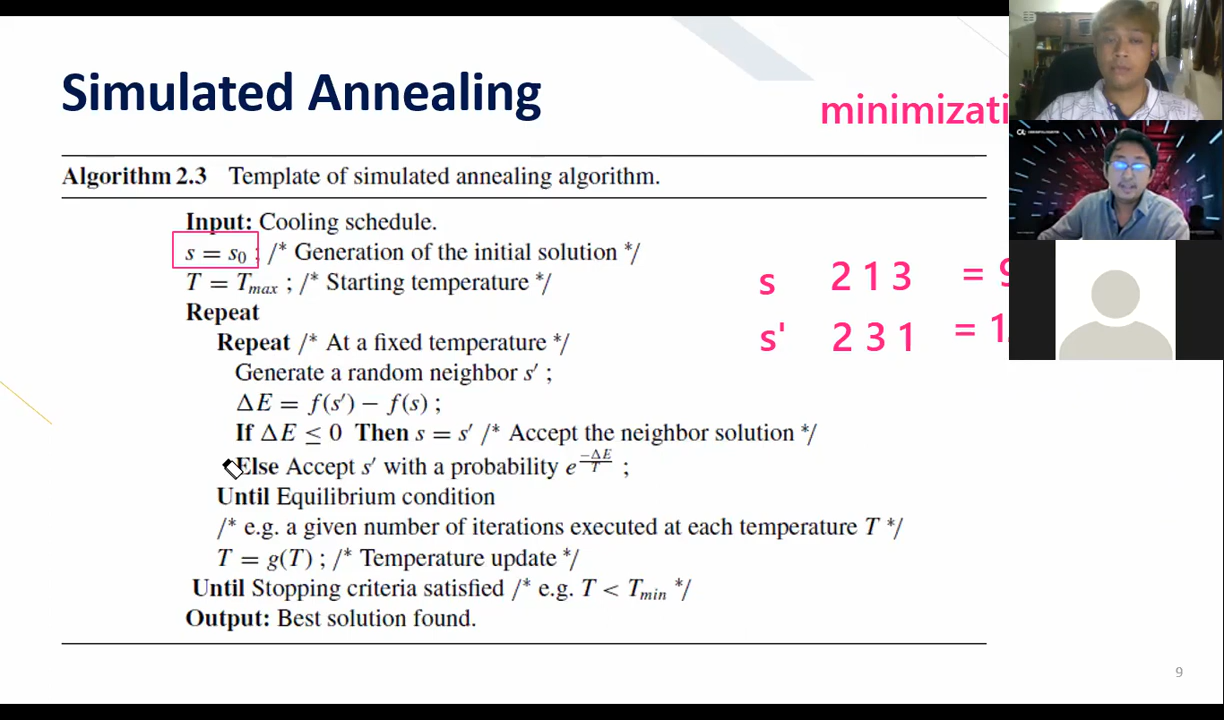 Simulated Annealing
minimizati
Algorithm 2.3 Template of simulated annealing algorithm.
Input: Cooling schedule.
s = s₀ ; /* Generation of the initial solution */
T = Tₘₐₓ ; /* Starting temperature */
Repeat
Repeat /* At a fixed temperature */
Generate a random neighbor s′ ;
ΔE = f(s′) − f(s) ;
If ΔE ≤ 0 Then s = s′ /* Accept the neighbor solution */
Else Accept s′ with a probability e^(−ΔE/T) ;
Until Equilibrium condition
/* e.g. a given number of iterations executed at each temperature T */
T = g(T) ; /* Temperature update */
Until Stopping criteria satisfied /* e.g. T < Tₘᵢₙ */
Output: Best solution found.
s 2 1 3 = 9
s' 2 3 1 = 1
9